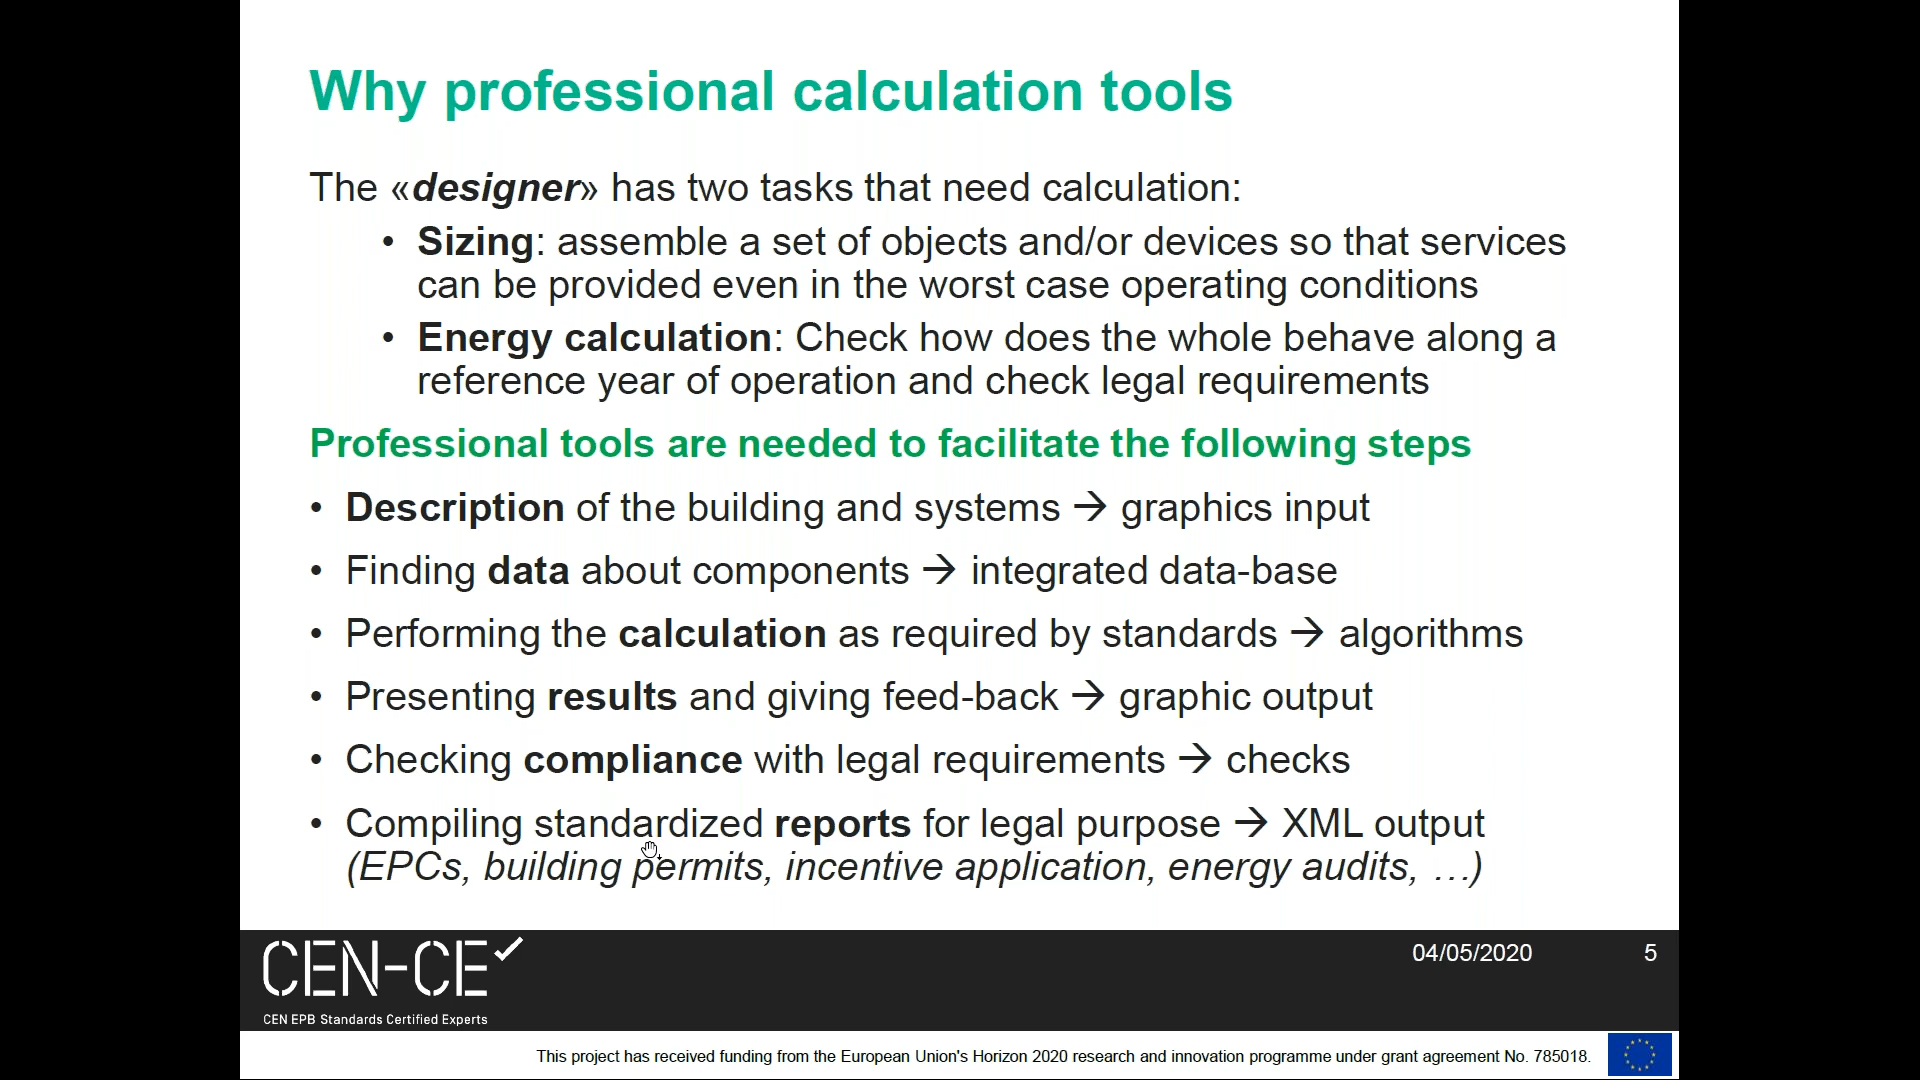 Why professional calculation tools
The «designer» has two tasks that need calculation:
• Sizing: assemble a set of objects and/or devices so that services
can be provided even in the worst case operating conditions
• Energy calculation: Check how does the whole behave along a
reference year of operation and check legal requirements
Professional tools are needed to facilitate the following steps
• Description of the building and systems → graphics input
• Finding data about components → integrated data-base
• Performing the calculation as required by standards → algorithms
• Presenting results and giving feed-back → graphic output
• Checking compliance with legal requirements → checks
• Compiling standardized reports for legal purpose → XML output
(EPCs, building permits, incentive application, energy audits, …)
CEN-CE
CEN EPB Standards Certified Experts
04/05/2020
5
This project has received funding from the European Union's Horizon 2020 research and innovation programme under grant agreement No. 785018.